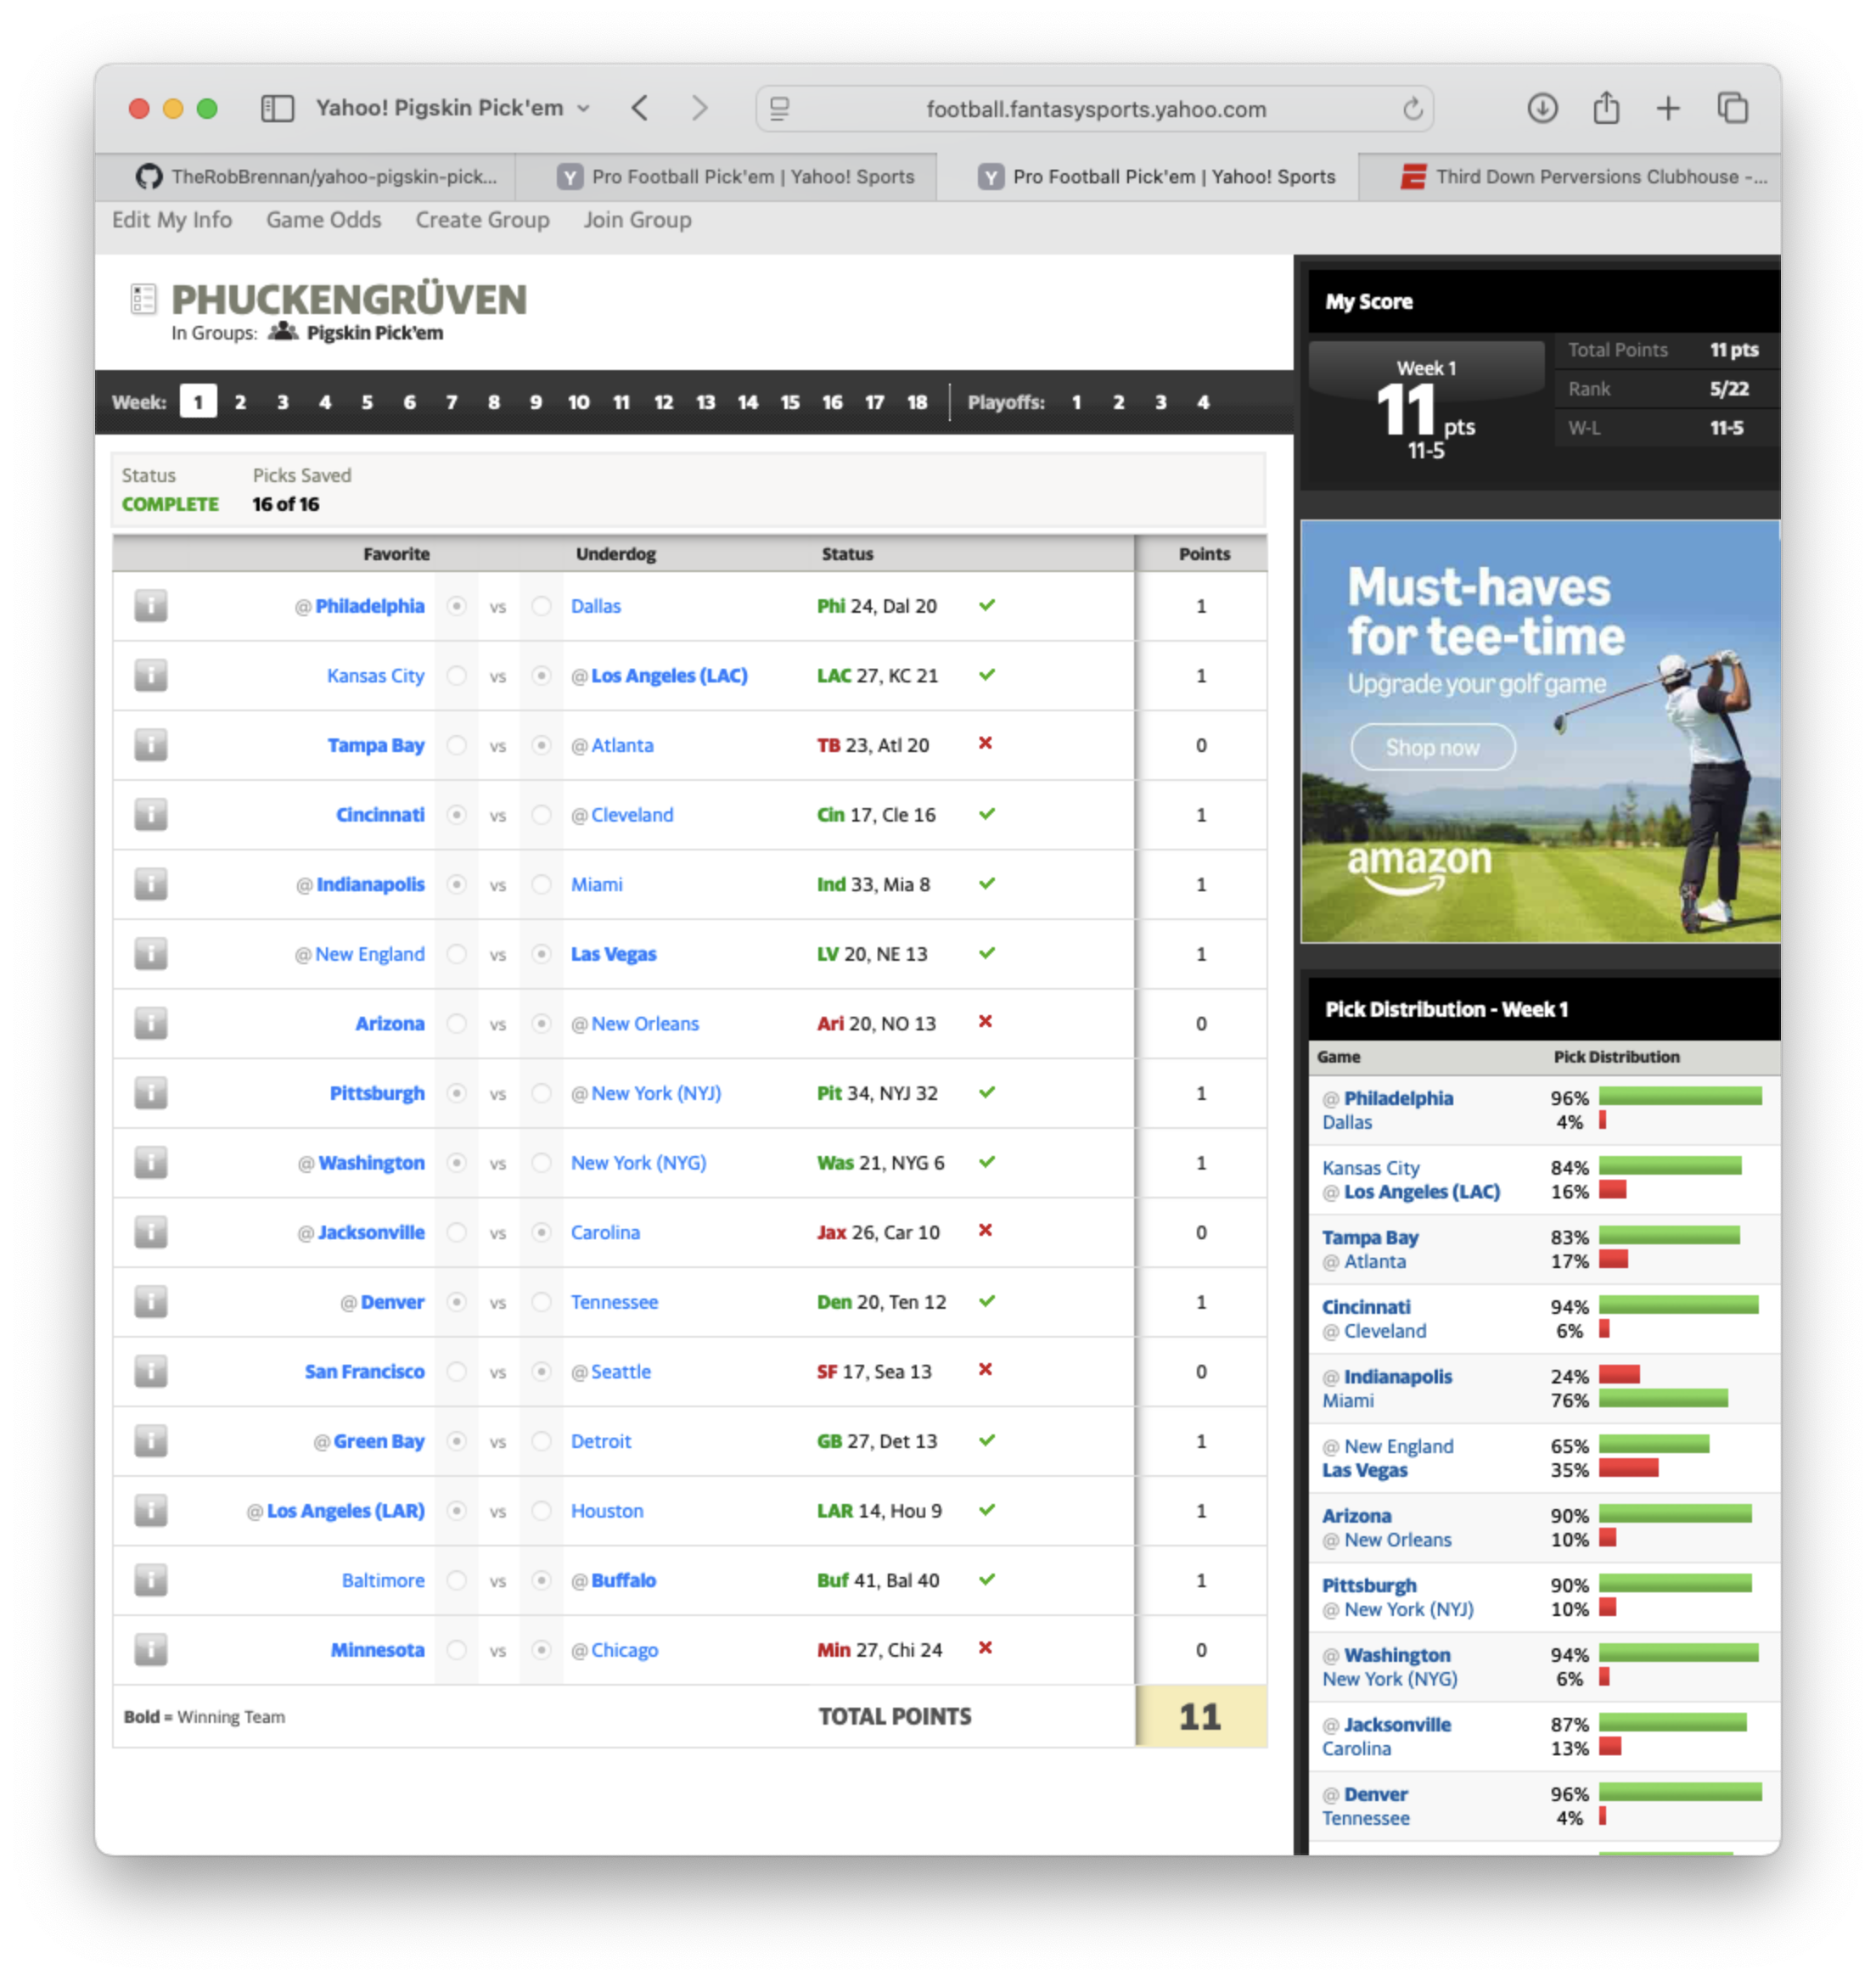 Yahoo! Pigskin Pick'em
football.fantasysports.yahoo.com
TheRobBrennan/yahoo-pigskin-pick...
Y Pro Football Pick'em | Yahoo! Sports
Y Pro Football Pick'em | Yahoo! Sports
Third Down Perversions Clubhouse -...
Edit My Info Game Odds Create Group Join Group
PHUCKENGRÜVEN
In Groups: Pigskin Pick'em
Week: 1 2 3 4 5 6 7 8 9 10 11 12 13 14 15 16 17 18 Playoffs: 1 2 3 4
Status Picks Saved
COMPLETE 16 of 16
Favorite Underdog Status Points
i @ Philadelphia vs Dallas Phi 24, Dal 20 1
i Kansas City vs @ Los Angeles (LAC) LAC 27, KC 21 1
i Tampa Bay vs @ Atlanta TB 23, Atl 20 0
i Cincinnati vs @ Cleveland Cin 17, Cle 16 1
i @ Indianapolis vs Miami Ind 33, Mia 8 1
i @ New England vs Las Vegas LV 20, NE 13 1
i Arizona vs @ New Orleans Ari 20, NO 13 0
i Pittsburgh vs @ New York (NYJ) Pit 34, NYJ 32 1
i @ Washington vs New York (NYG) Was 21, NYG 6 1
i @ Jacksonville vs Carolina Jax 26, Car 10 0
i @ Denver vs Tennessee Den 20, Ten 12 1
i San Francisco vs @ Seattle SF 17, Sea 13 0
i @ Green Bay vs Detroit GB 27, Det 13 1
i @ Los Angeles (LAR) vs Houston LAR 14, Hou 9 1
i Baltimore vs @ Buffalo Buf 41, Bal 40 1
i Minnesota vs @ Chicago Min 27, Chi 24 0
Bold = Winning Team TOTAL POINTS 11
My Score
Week 1
11 pts
11-5
Total Points 11 pts
Rank 5/22
W-L 11-5
Must-haves
for tee-time
Upgrade your golf game
Shop now
amazon
Pick Distribution - Week 1
Game Pick Distribution
@ Philadelphia 96%
Dallas 4%
Kansas City 84%
@ Los Angeles (LAC) 16%
Tampa Bay 83%
@ Atlanta 17%
Cincinnati 94%
@ Cleveland 6%
@ Indianapolis 24%
Miami 76%
@ New England 65%
Las Vegas 35%
Arizona 90%
@ New Orleans 10%
Pittsburgh 90%
@ New York (NYJ) 10%
@ Washington 94%
New York (NYG) 6%
@ Jacksonville 87%
Carolina 13%
@ Denver 96%
Tennessee 4%